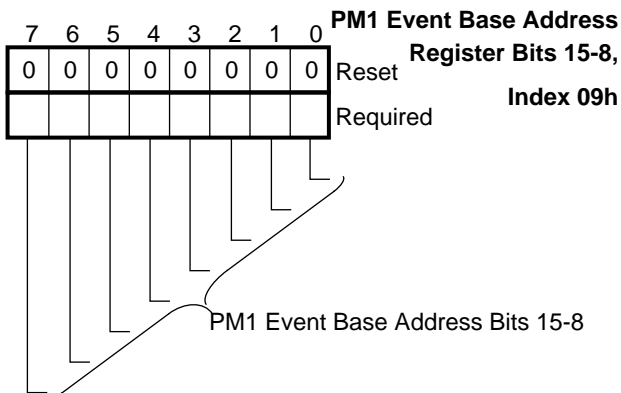 PM1 Event Base Address
Register Bits 15-8,
Index 09h
7 6 5 4 3 2 1 0
0 0 0 0 0 0 0 0 Reset
Required
PM1 Event Base Address Bits 15-8